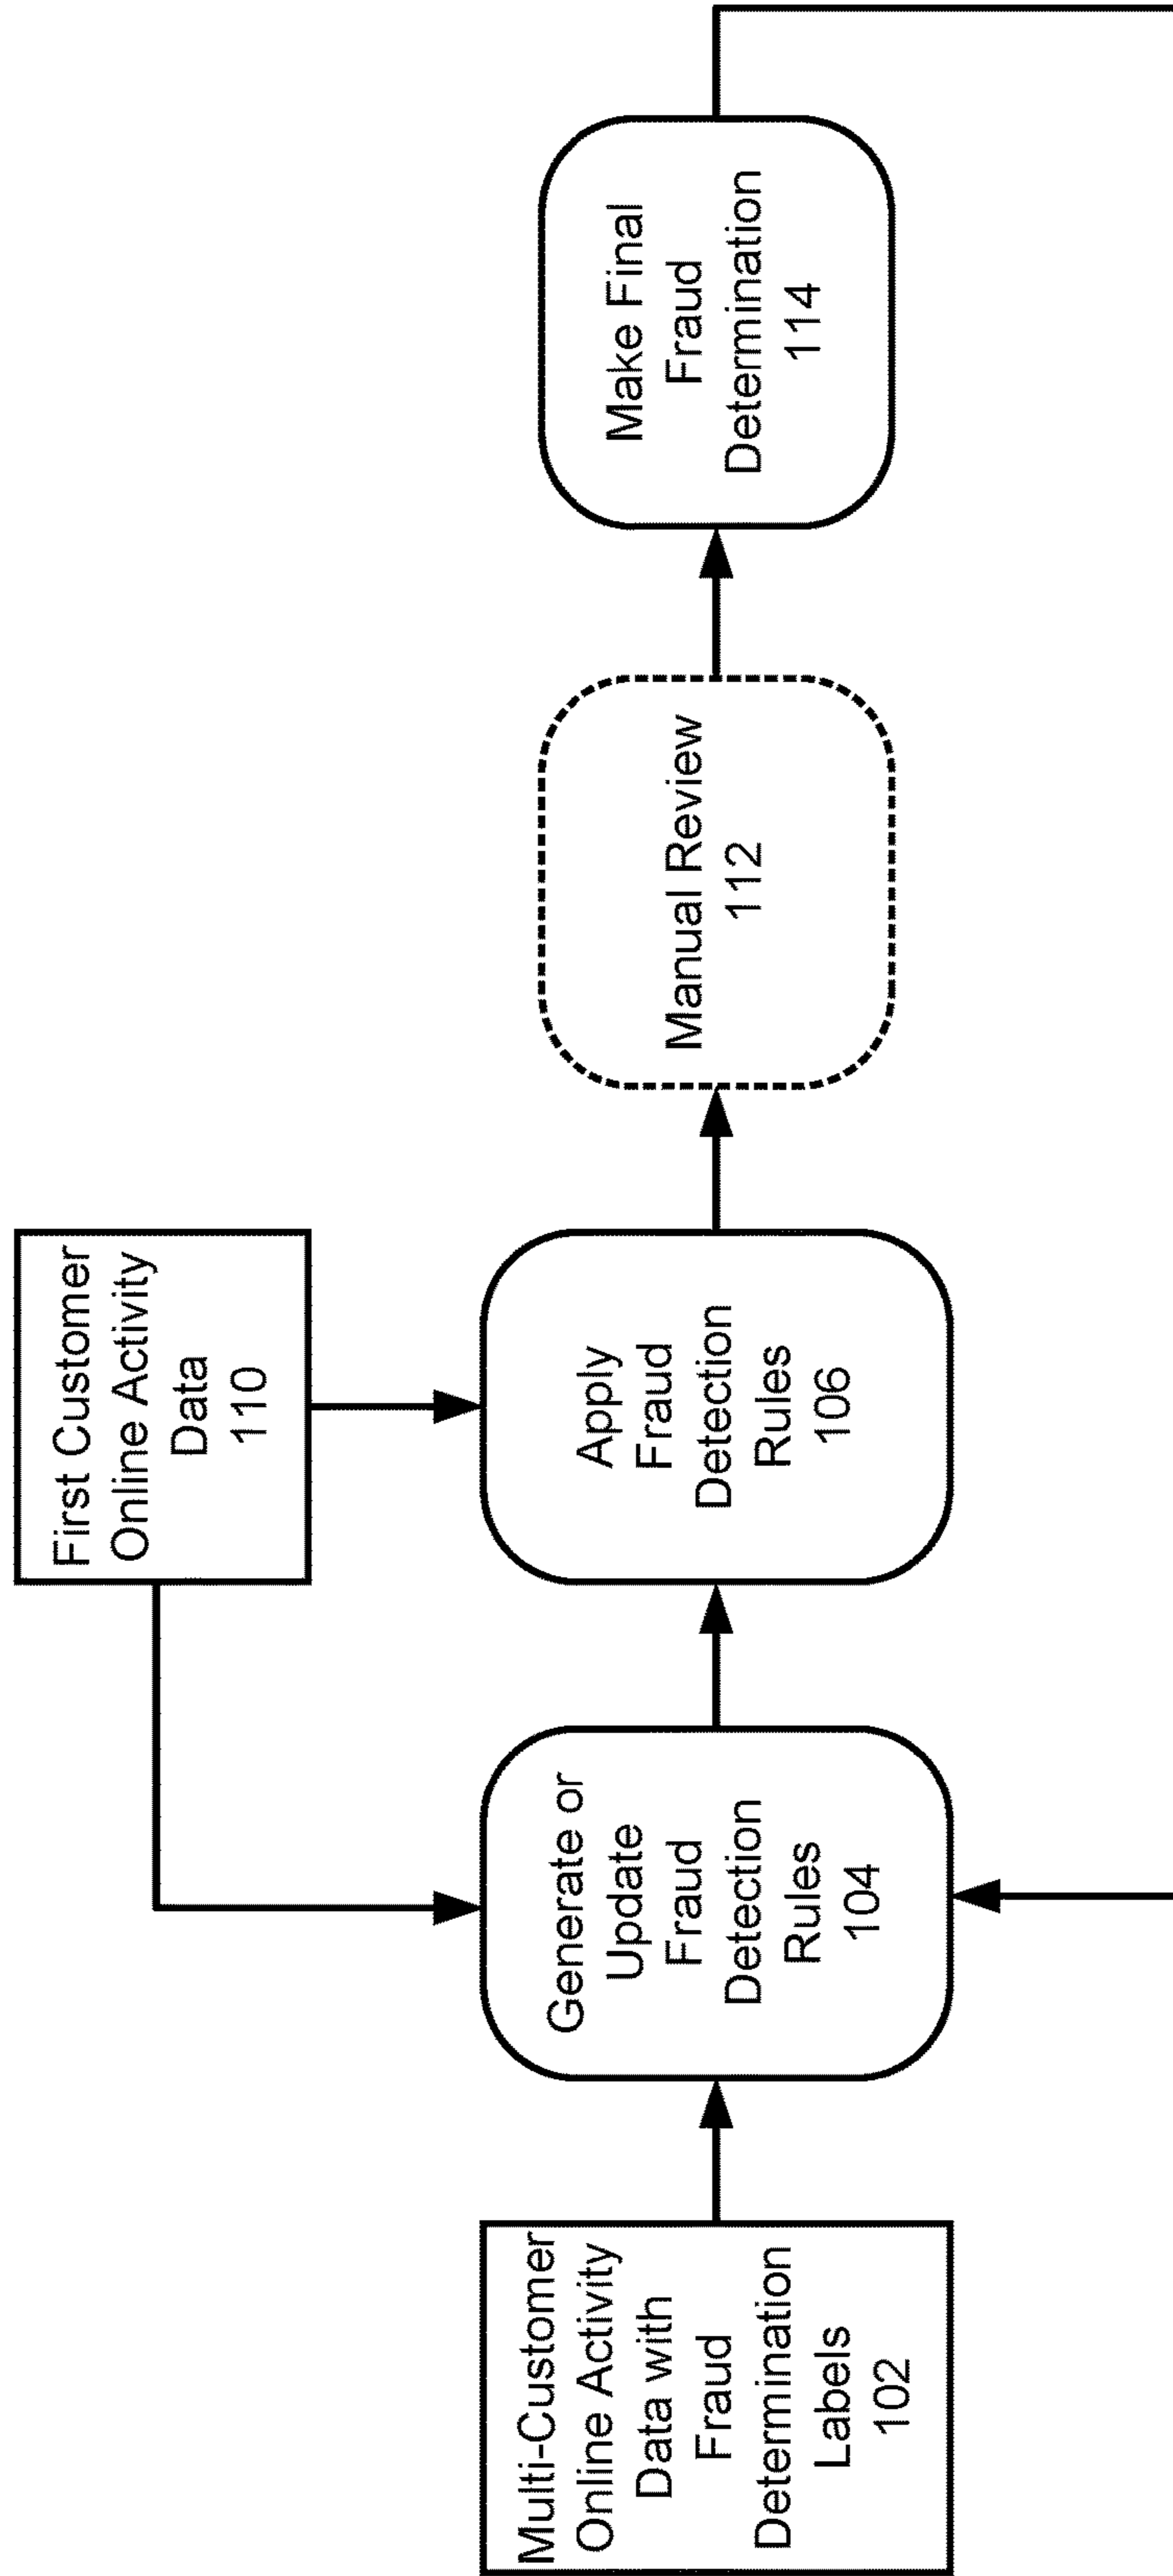 First Customer
Online Activity
Data
110
Multi-Customer
Online Activity
Data with
Fraud
Determination
Labels
102
Generate or
Update
Fraud
Detection
Rules
104
Apply
Fraud
Detection
Rules
106
Manual Review
112
Make Final
Fraud
Determination
114